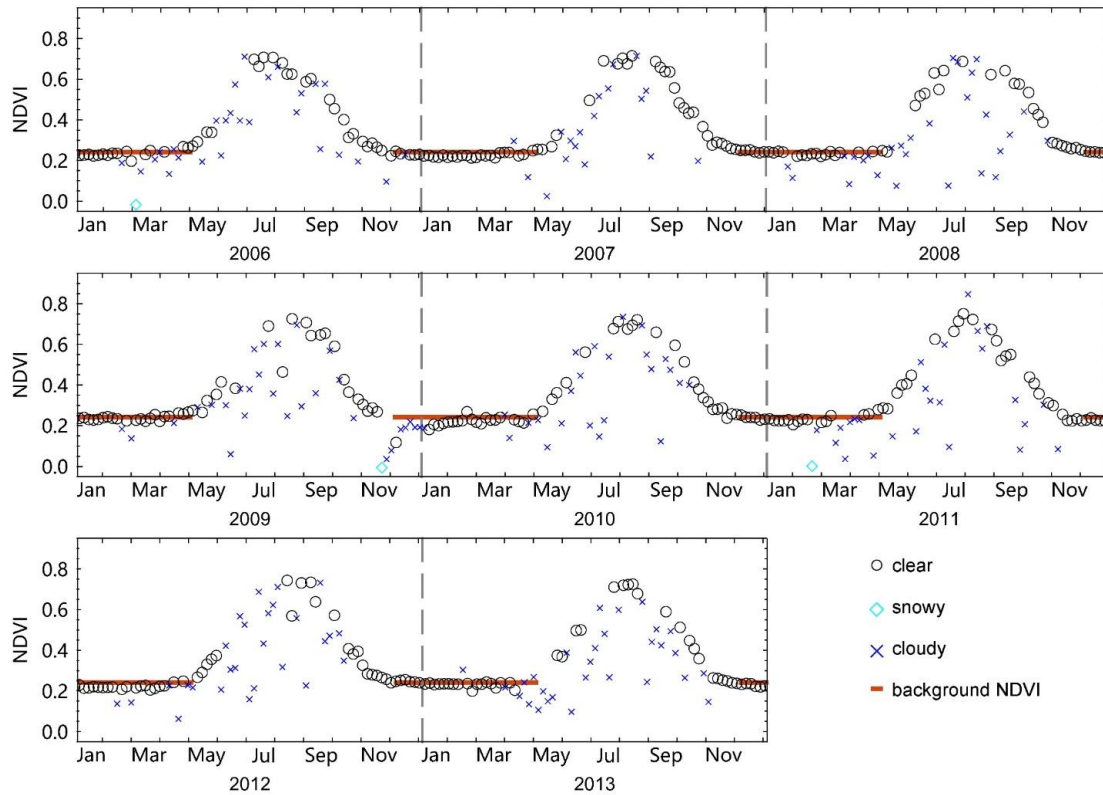 NDVI
0.8
0.6
0.4
0.2
0.0
Jan Mar May Jul Sep Nov Jan Mar May Jul Sep Nov Jan Mar May Jul Sep Nov
2006 2007 2008
NDVI
0.8
0.6
0.4
0.2
0.0
Jan Mar May Jul Sep Nov Jan Mar May Jul Sep Nov Jan Mar May Jul Sep Nov
2009 2010 2011
NDVI
0.8
0.6
0.4
0.2
0.0
Jan Mar May Jul Sep Nov Jan Mar May Jul Sep Nov
2012 2013
clear
snowy
cloudy
background NDVI